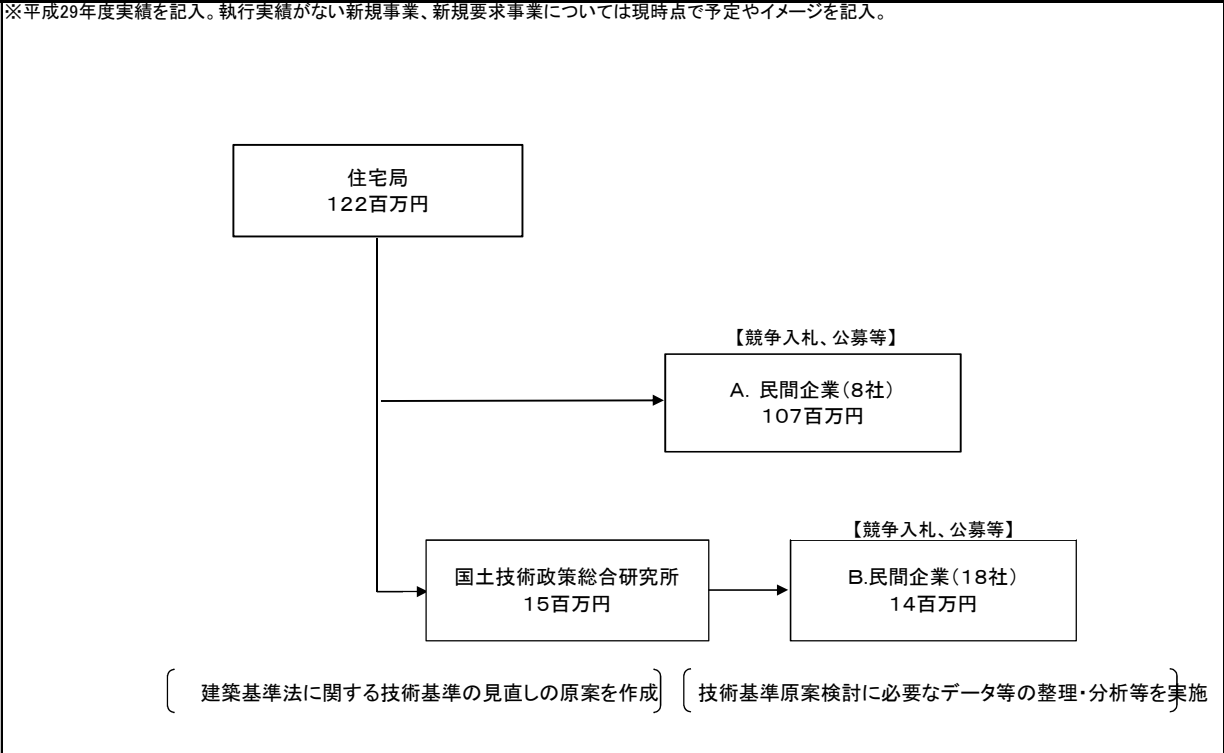 ※平成29年度実績を記入。執行実績がない新規事業、新規要求事業については現時点で予定やイメージを記入。
住宅局
122百万円
【競争入札、公募等】
A. 民間企業(8社)
107百万円
【競争入札、公募等】
国土技術政策総合研究所
15百万円
B.民間企業(18社)
14百万円
建築基準法に関する技術基準の見直しの原案を作成
技術基準原案検討に必要なデータ等の整理・分析等を実施